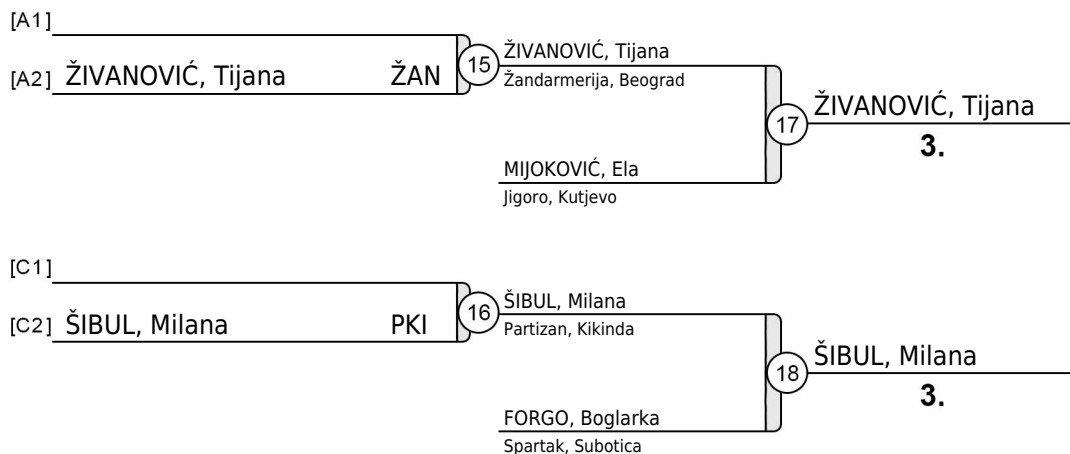 [A1]
[A2] ŽIVANOVIĆ, Tijana ŽAN
15
ŽIVANOVIĆ, Tijana
Žandarmerija, Beograd
17
ŽIVANOVIĆ, Tijana
3.
MIJOKOVIĆ, Ela
Jigoro, Kutjevo
[C1]
[C2] ŠIBUL, Milana PKI
16
ŠIBUL, Milana
Partizan, Kikinda
18
ŠIBUL, Milana
3.
FORGO, Boglarka
Spartak, Subotica